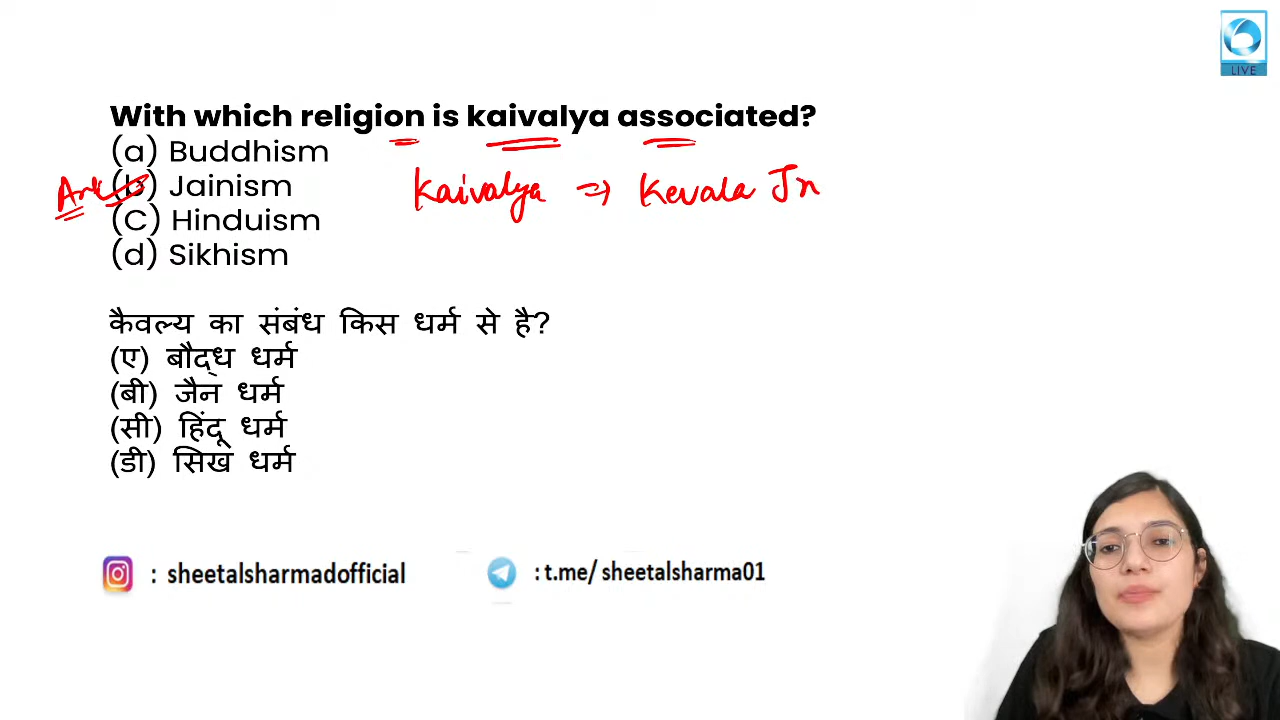 LIVE
With which religion is kaivalya associated?
(a) Buddhism
Ans (b) Jainism Kaivalya => Kevala Jn
(C) Hinduism
(d) Sikhism
कैवल्य का संबंध किस धर्म से है?
(ए) बौद्ध धर्म
(बी) जैन धर्म
(सी) हिंदू धर्म
(डी) सिख धर्म
: sheetalsharmadofficial : t.me/ sheetalsharma01